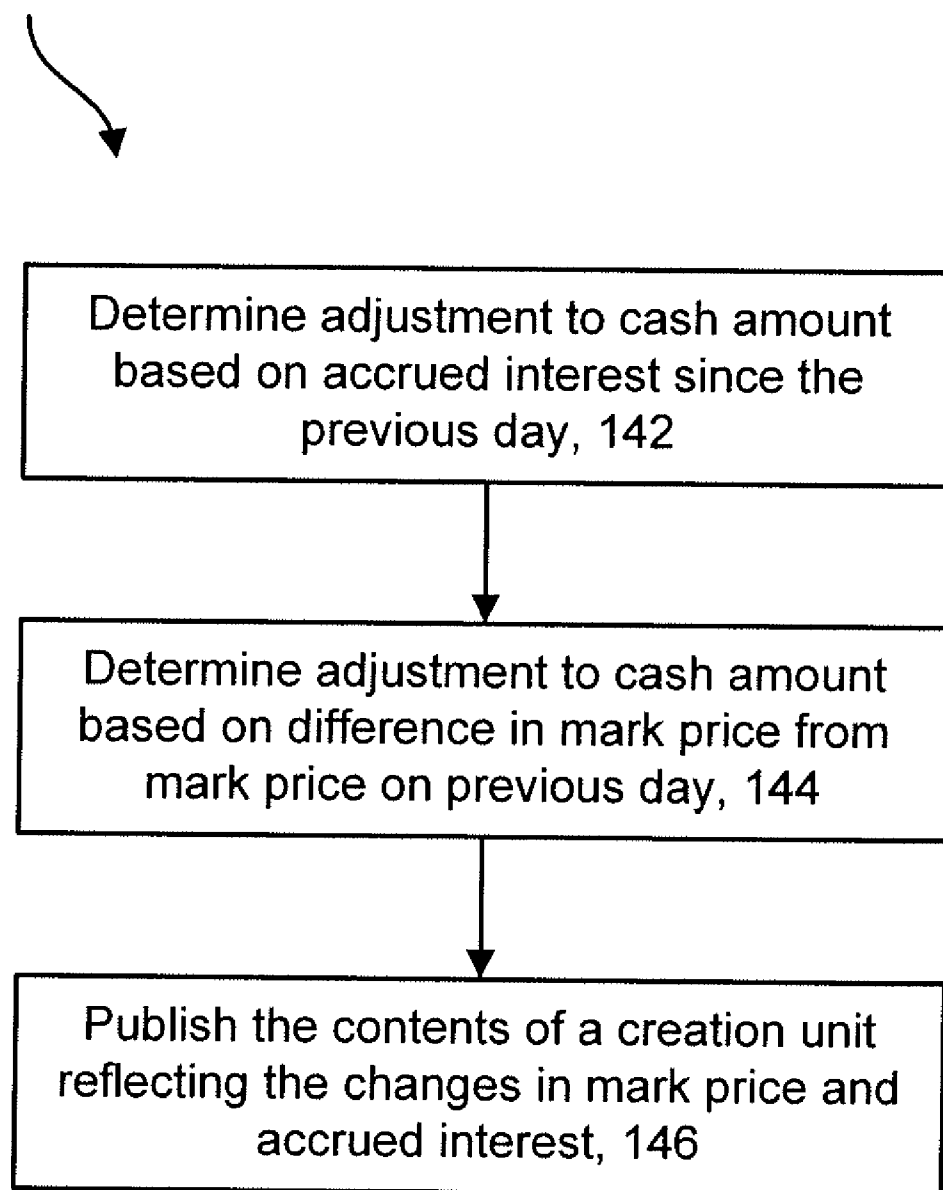 Determine adjustment to cash amount
based on accrued interest since the
previous day, 142
Determine adjustment to cash amount
based on difference in mark price from
mark price on previous day, 144
Publish the contents of a creation unit
reflecting the changes in mark price and
accrued interest, 146